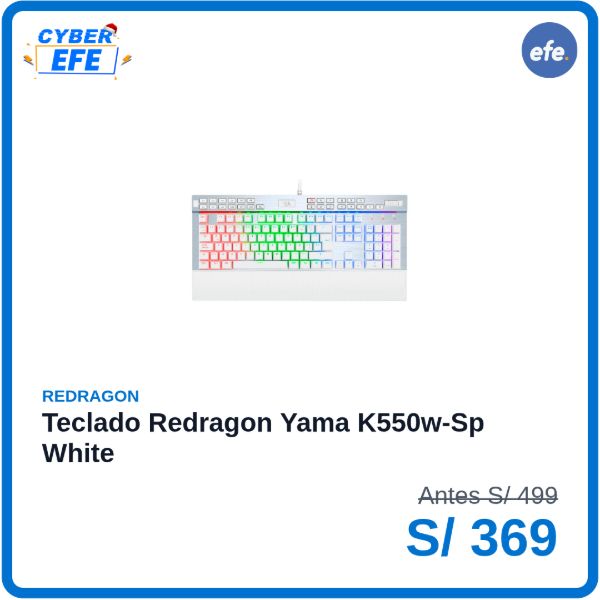 CYBER
EFE
efe.
REDRAGON
Teclado Redragon Yama K550w-Sp
White
Antes S/ 499
S/ 369